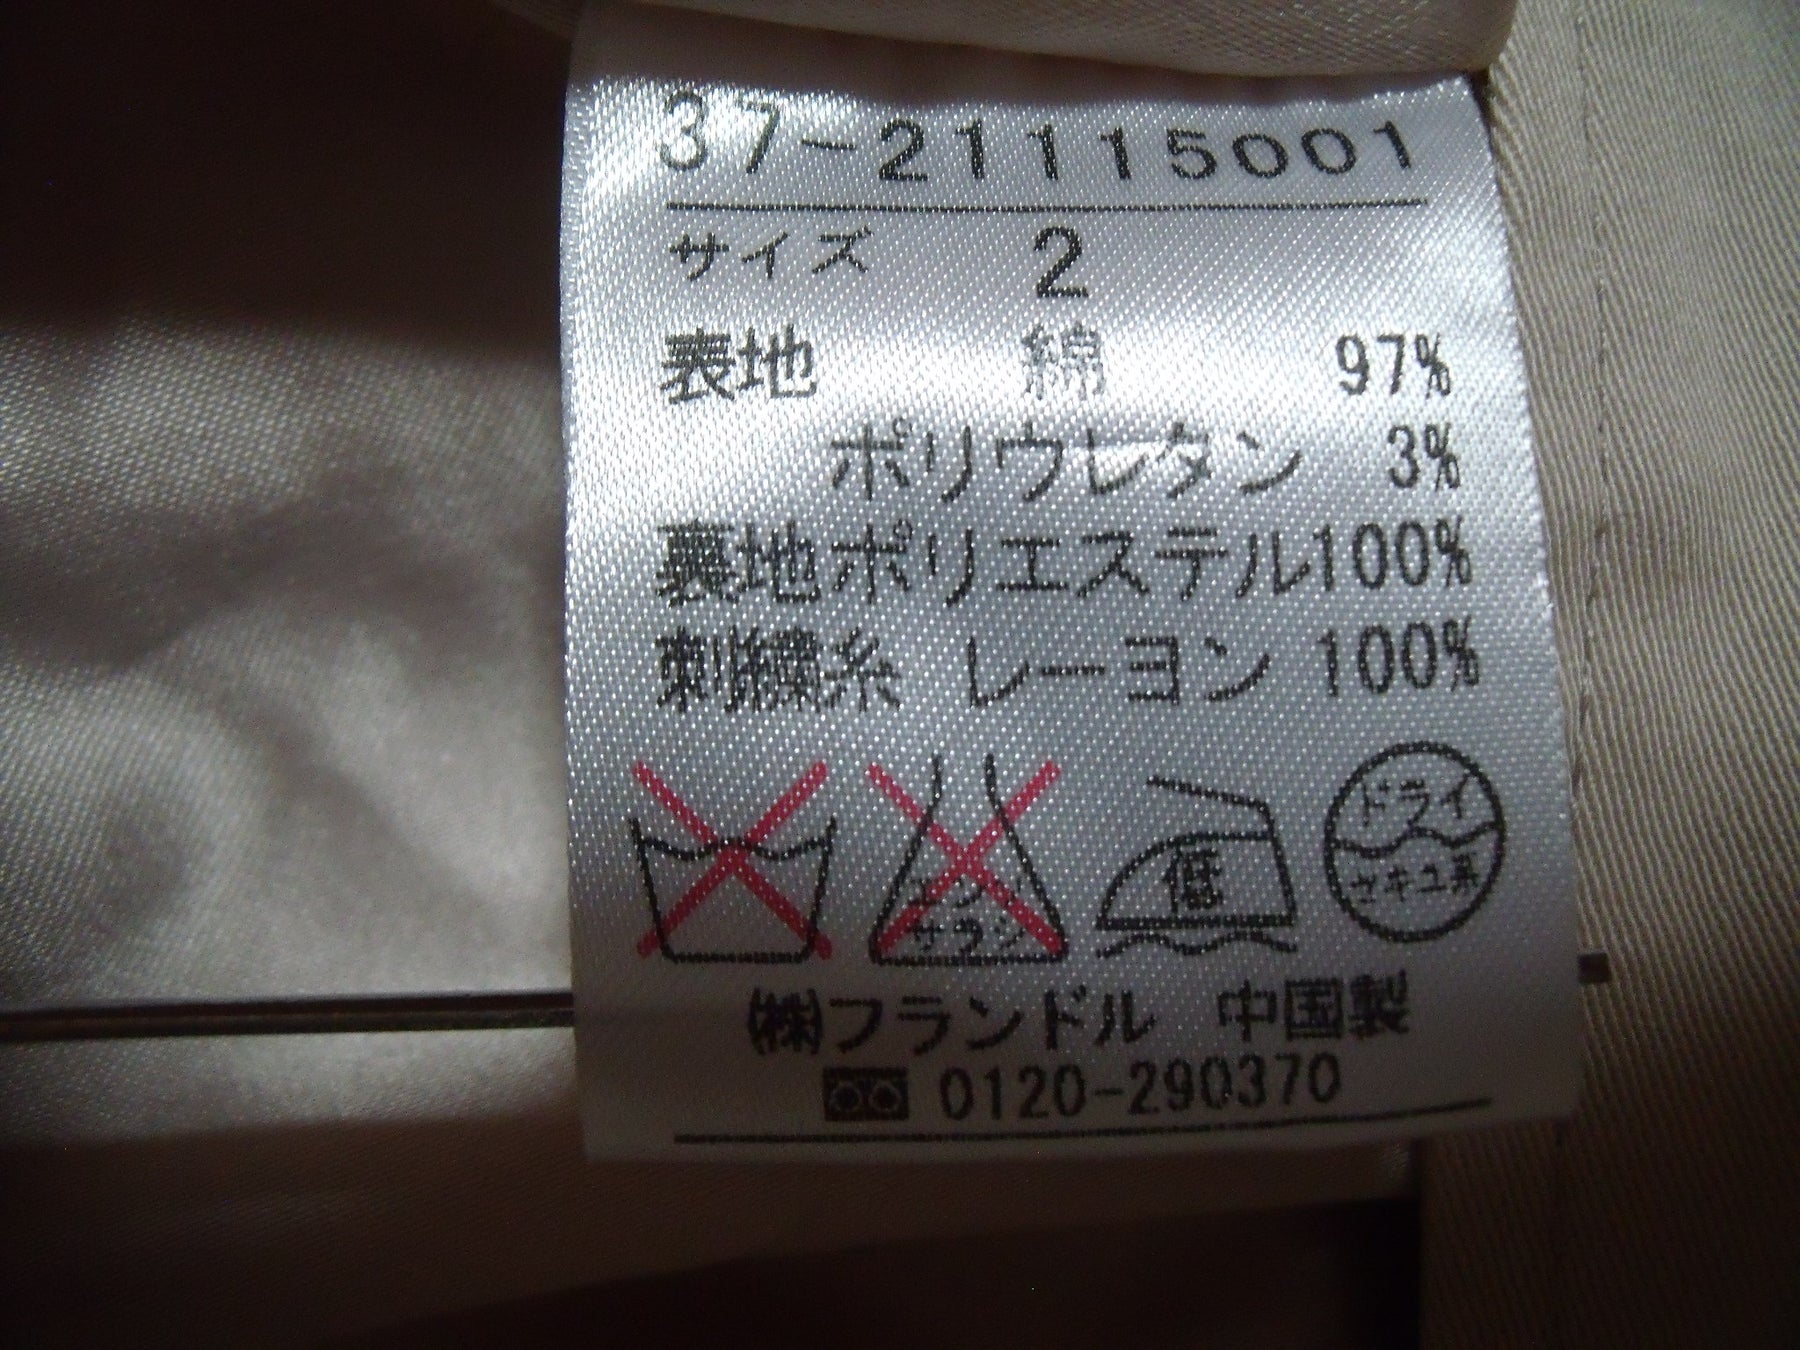 37-21115001
サイズ 2
表地 綿 97%
ポリウレタン 3%
裏地ポリエステル100%
刺繍糸 レーヨン 100%
エンソサラシ
低
ドライ
セキユ系
(株)フランドル 中国製
0120-290370